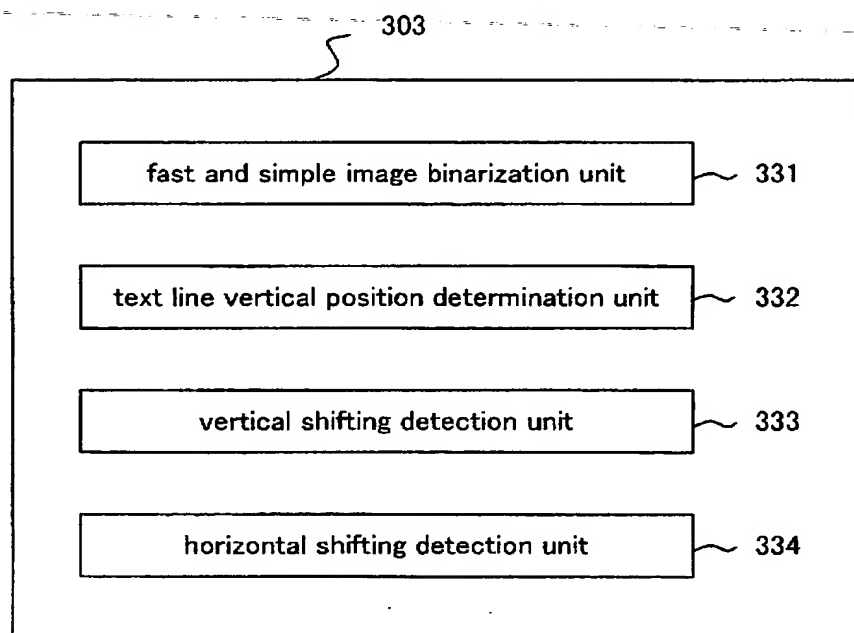 303
fast and simple image binarization unit 331
text line vertical position determination unit 332
vertical shifting detection unit 333
horizontal shifting detection unit 334